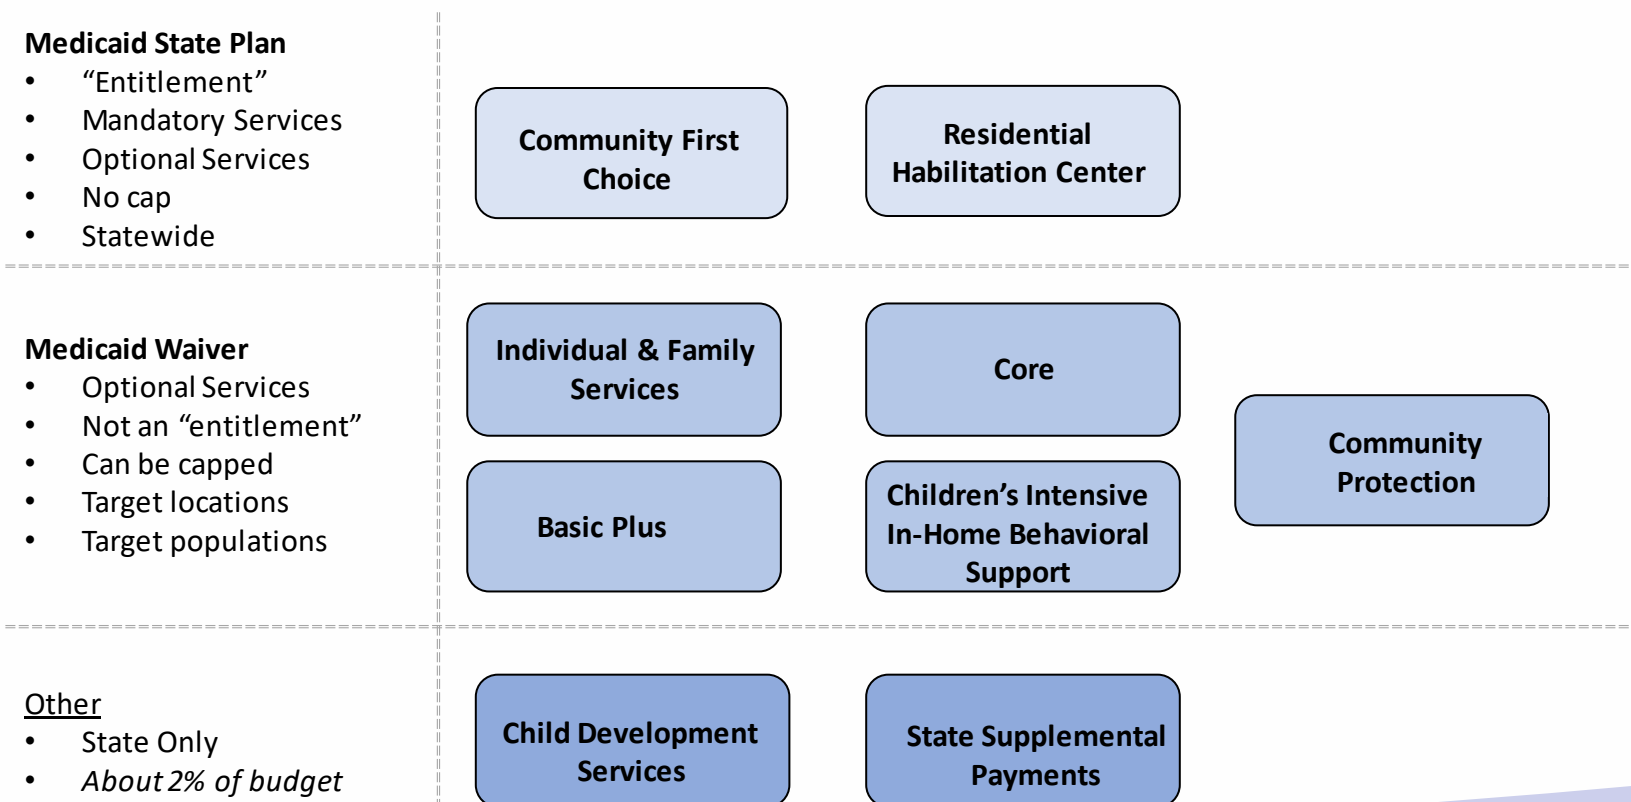 Medicaid State Plan
• “Entitlement”
• Mandatory Services
• Optional Services
• No cap
• Statewide
Community First
Choice
Residential
Habilitation Center
Medicaid Waiver
• Optional Services
• Not an “entitlement”
• Can be capped
• Target locations
• Target populations
Individual & Family
Services
Core
Basic Plus
Children’s Intensive
In-Home Behavioral
Support
Community
Protection
Other
• State Only
• About 2% of budget
Child Development
Services
State Supplemental
Payments